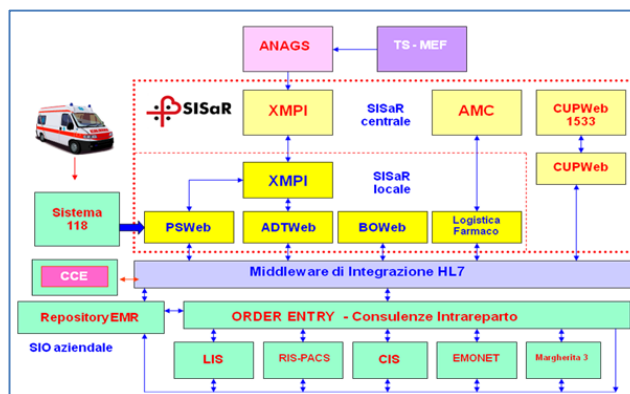 ANAGS
TS - MEF
SISaR
XMPI
SISaR
centrale
AMC
CUPWeb
1533
SISaR
locale
XMPI
CUPWeb
Sistema
118
PSWeb
ADTWeb
BOWeb
Logistica
Farmaco
CCE
Middleware di Integrazione HL7
RepositoryEMR
ORDER ENTRY - Consulenze Intrareparto
SIO aziendale
LIS
RIS-PACS
CIS
EMONET
Margherita 3